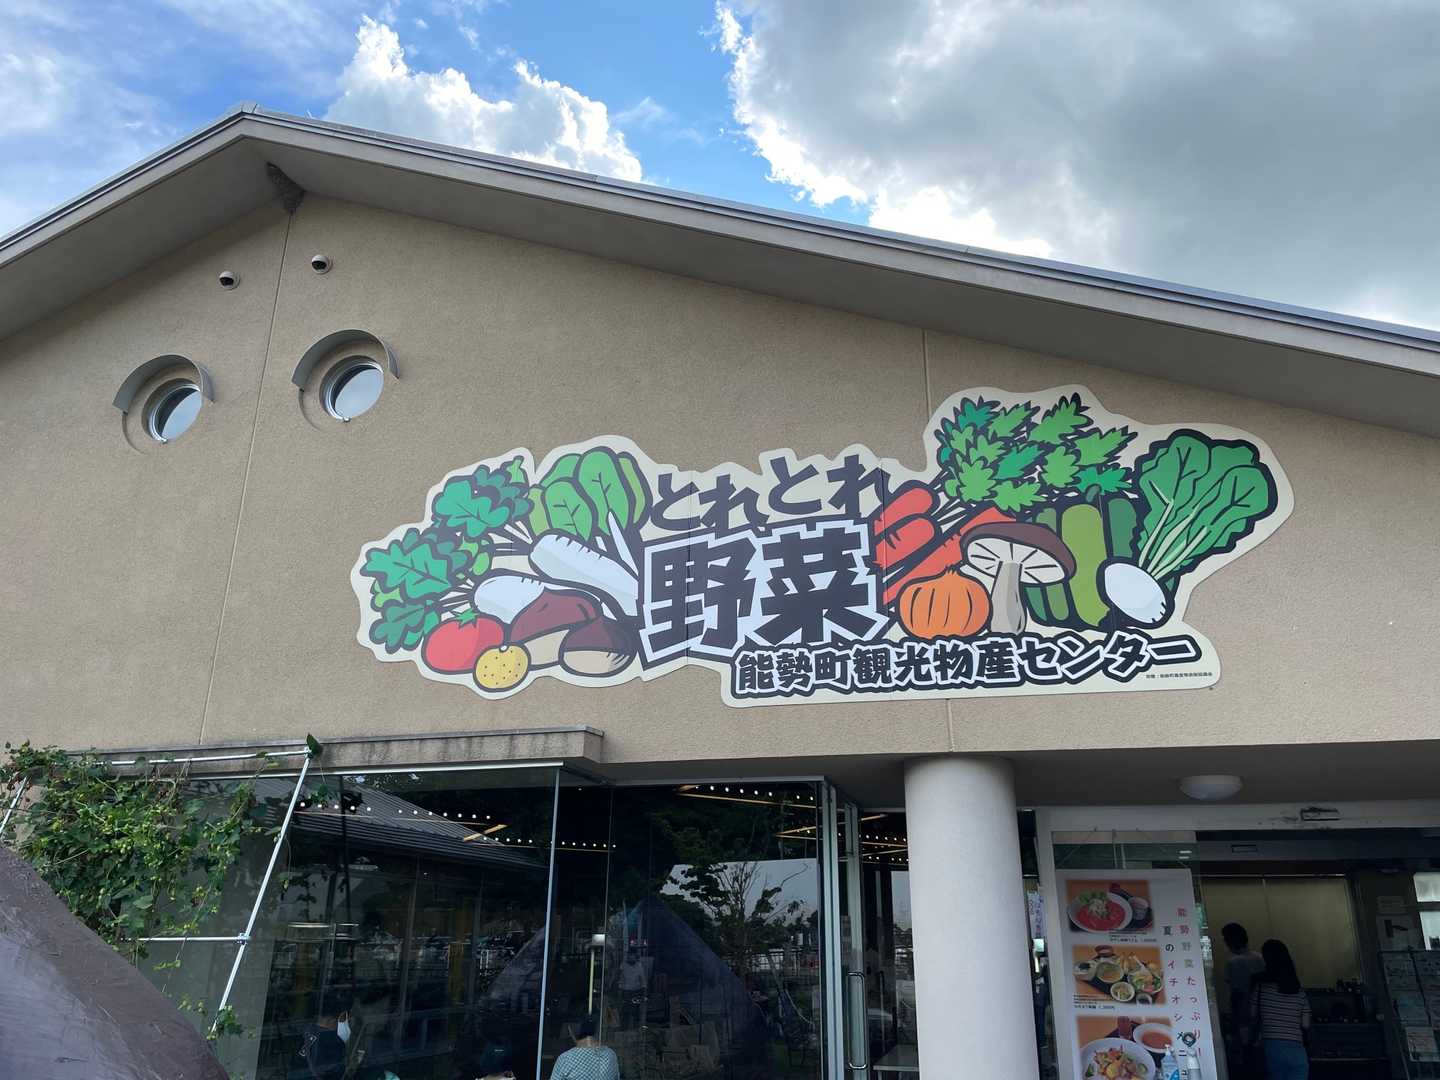 とれとれ
野菜
能勢町観光物産センター
能勢野菜たっぷり!
夏のイチオシメニュ